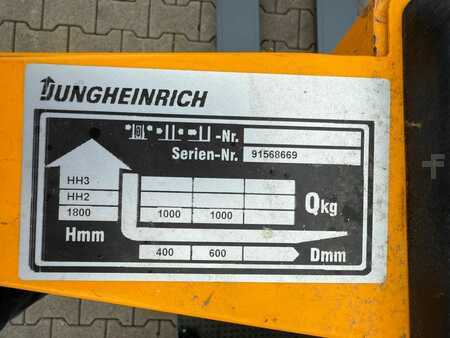 JUNGHEINRICH
-Nr.
Serien-Nr. 91568669
HH3
HH2
1800 1000 1000 Qkg
Hmm
400 600 Dmm